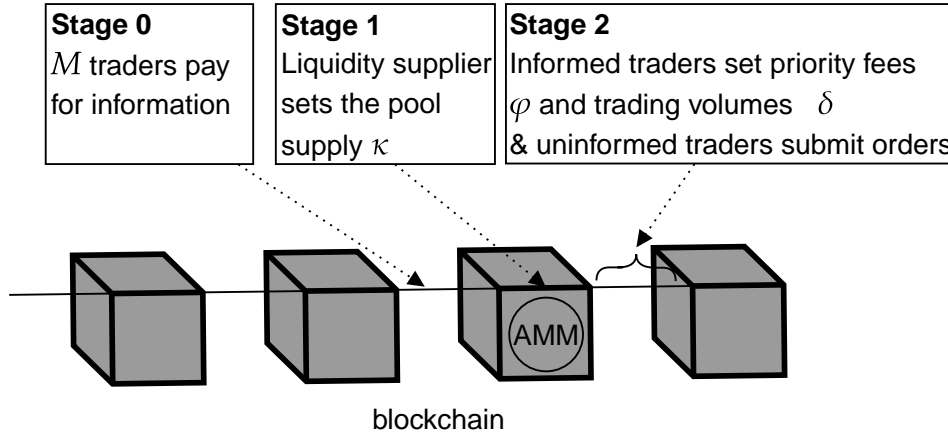 Stage 0
M traders pay
for information
Stage 1
Liquidity supplier
sets the pool
supply κ
Stage 2
Informed traders set priority fees
φ and trading volumes δ
& uninformed traders submit orders
AMM
blockchain